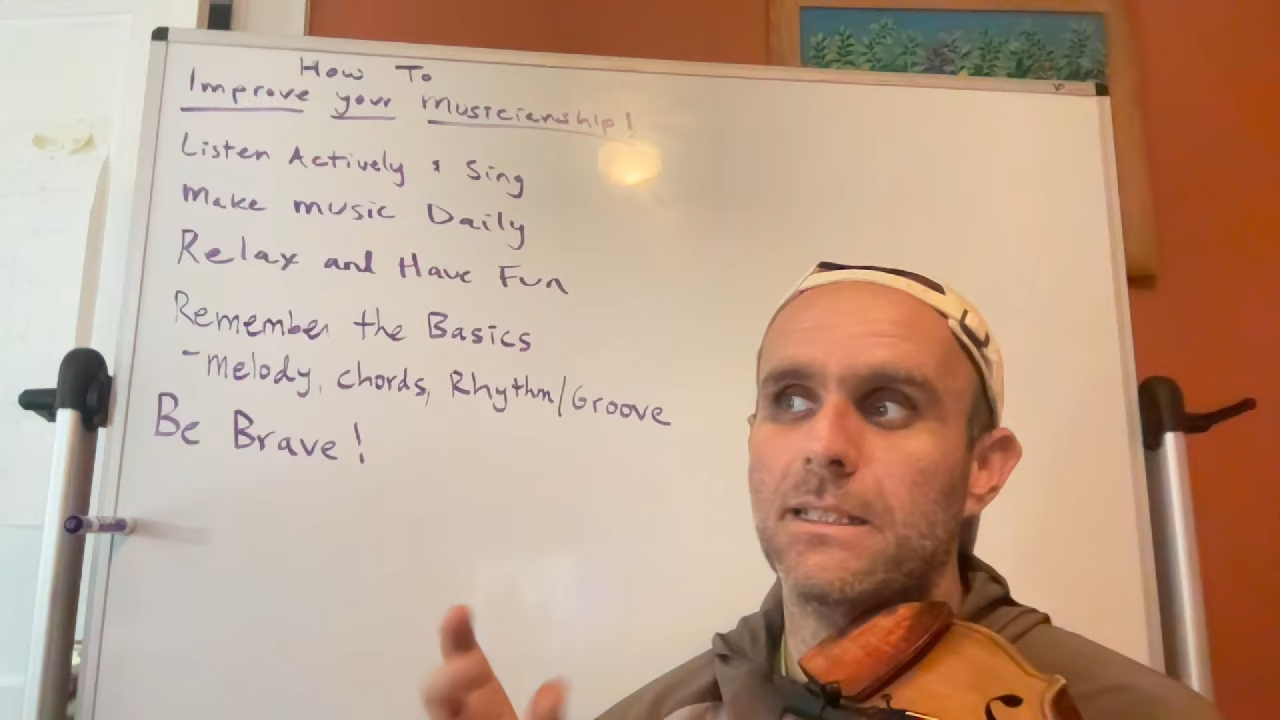 How To
Improve your Musicianship!
Listen Actively & Sing
Make music Daily
Relax and Have Fun
Remember the Basics
- Melody, chords, Rhythm/Groove
Be Brave!